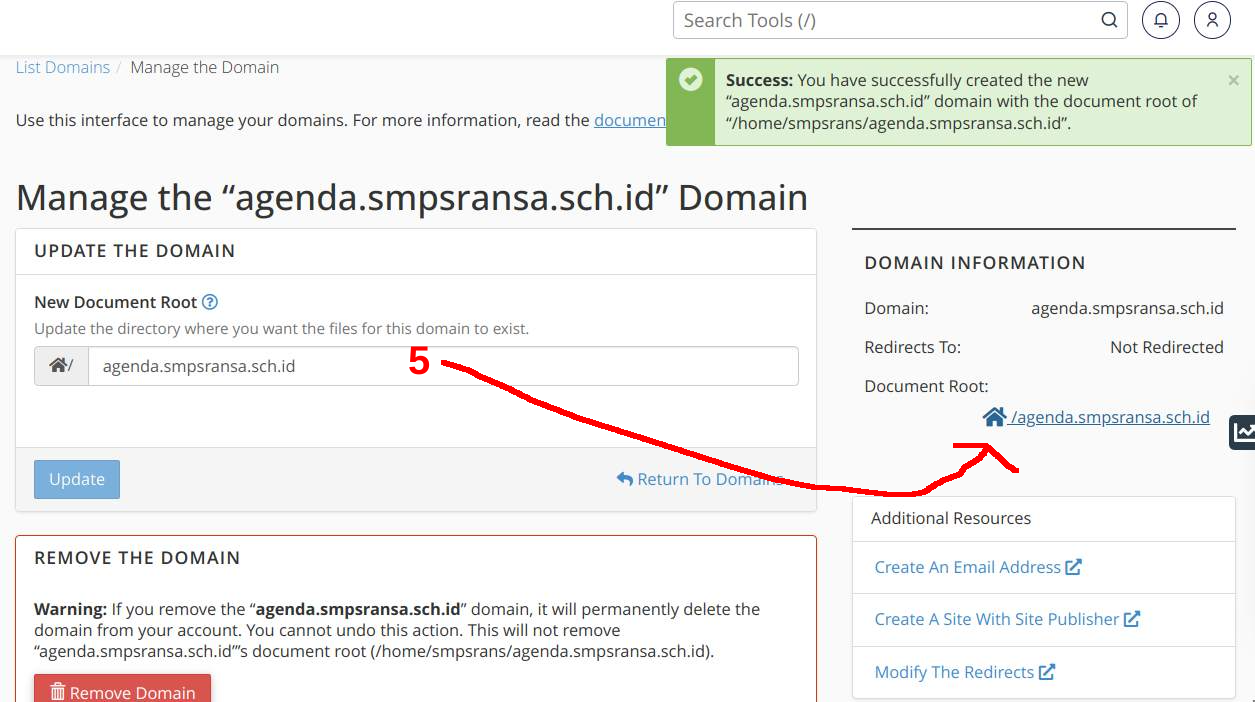 Search Tools (/)
List Domains / Manage the Domain
Success: You have successfully created the new
“agenda.smpsransa.sch.id” domain with the document root of
“/home/smpsrans/agenda.smpsransa.sch.id”.
×
Use this interface to manage your domains. For more information, read the documen
Manage the “agenda.smpsransa.sch.id” Domain
UPDATE THE DOMAIN
New Document Root ?
Update the directory where you want the files for this domain to exist.
/ agenda.smpsransa.sch.id
5
Update
Return To Domains
REMOVE THE DOMAIN
Warning: If you remove the “agenda.smpsransa.sch.id” domain, it will permanently delete the
domain from your account. You cannot undo this action. This will not remove
“agenda.smpsransa.sch.id”’s document root (/home/smpsrans/agenda.smpsransa.sch.id).
Remove Domain
DOMAIN INFORMATION
Domain: agenda.smpsransa.sch.id
Redirects To: Not Redirected
Document Root:
/agenda.smpsransa.sch.id
Additional Resources
Create An Email Address
Create A Site With Site Publisher
Modify The Redirects